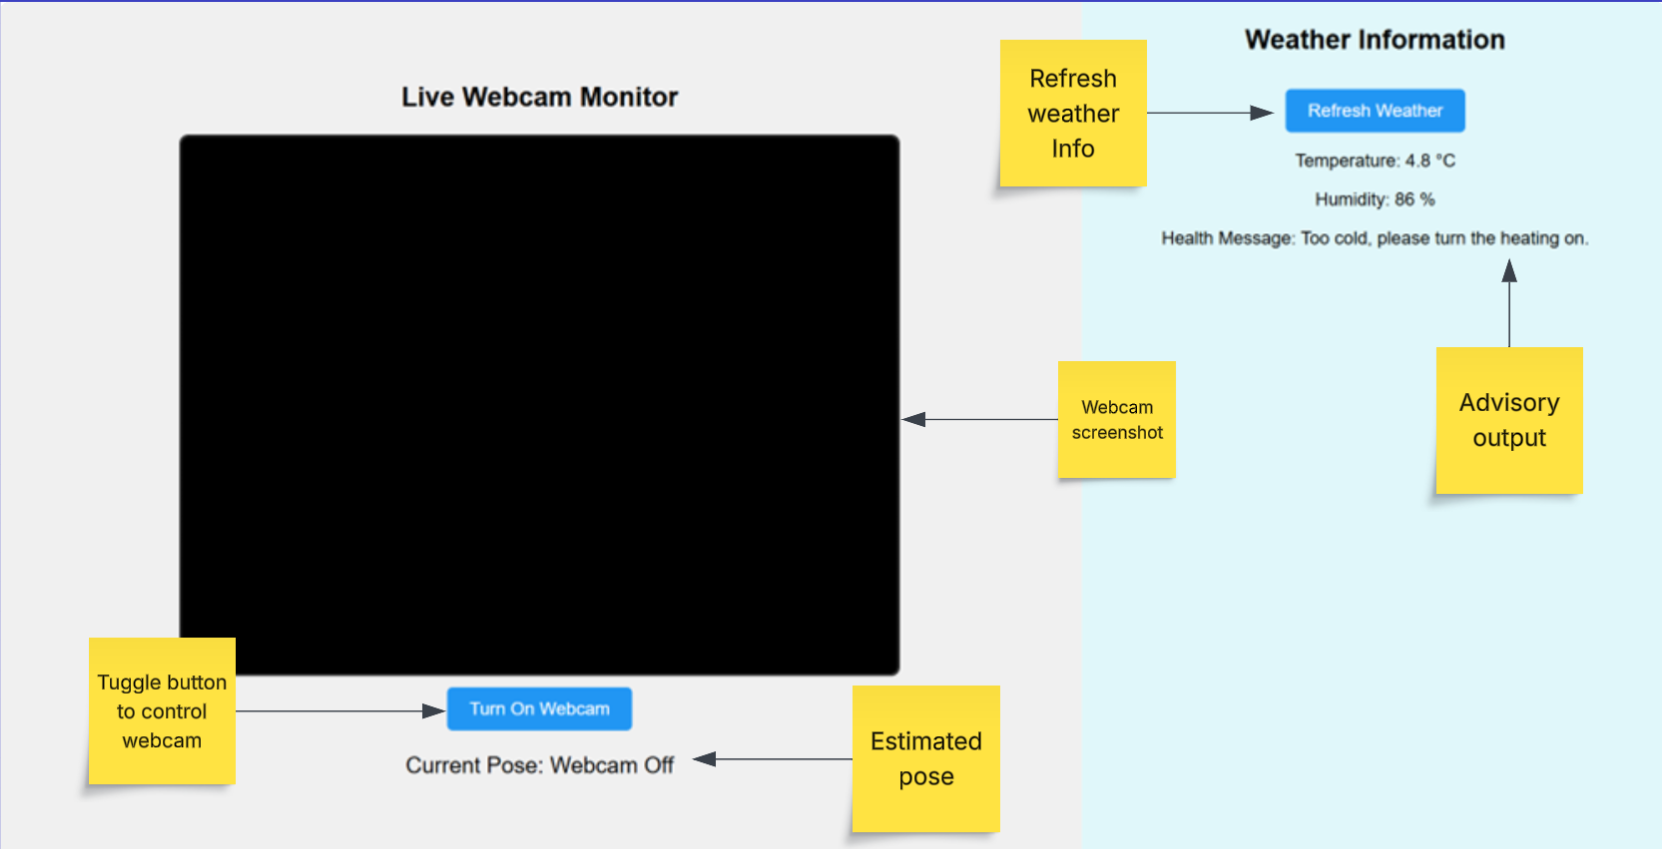 Live Webcam Monitor
Turn On Webcam
Current Pose: Webcam Off
Tuggle button
to control
webcam
Estimated
pose
Webcam
screenshot
Refresh
weather
Info
Weather Information
Refresh Weather
Temperature: 4.8 °C
Humidity: 86 %
Health Message: Too cold, please turn the heating on.
Advisory
output